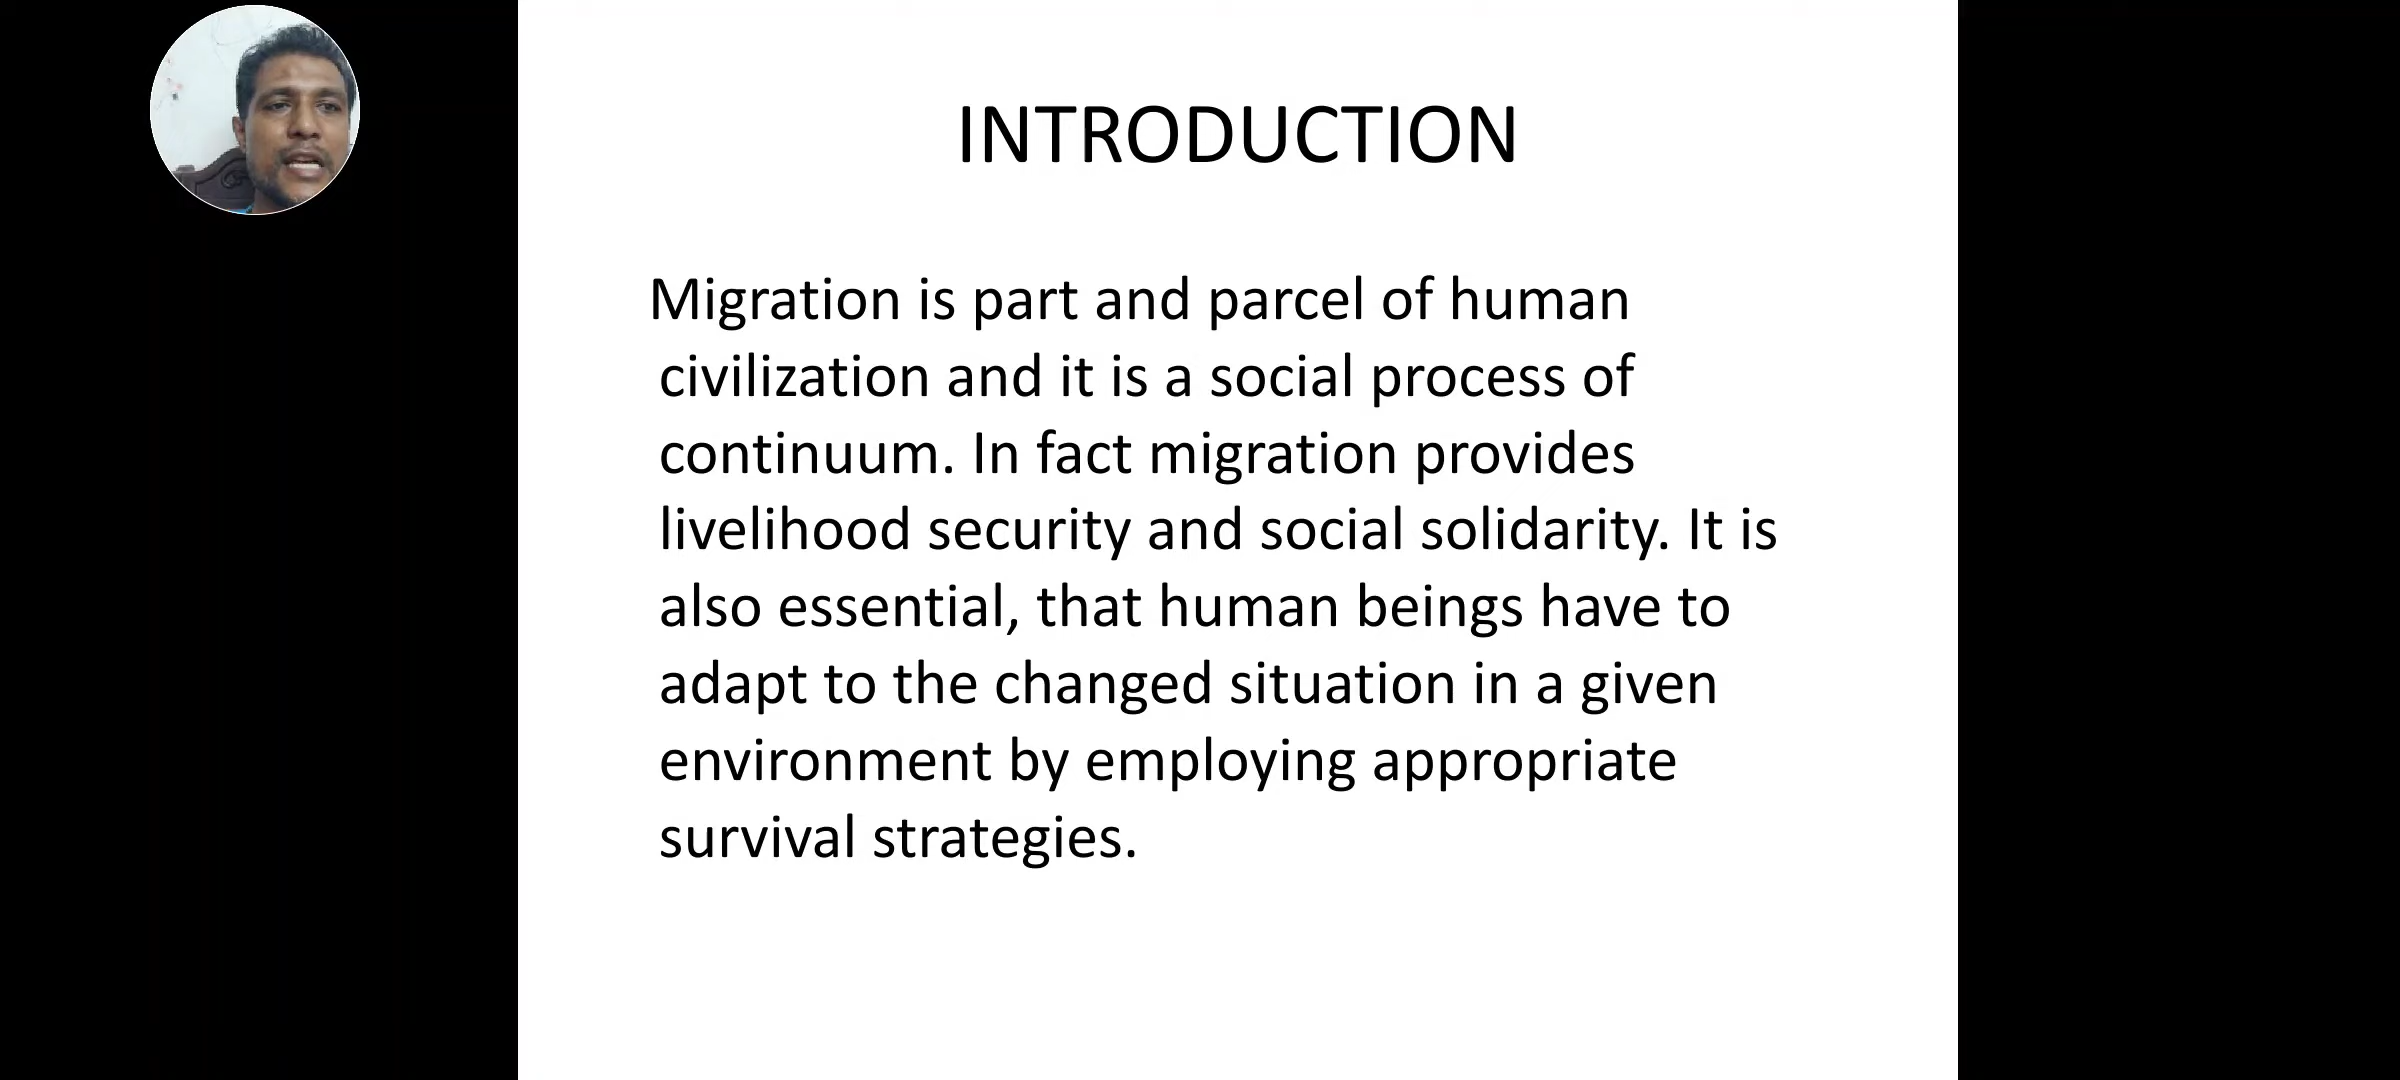 INTRODUCTION
Migration is part and parcel of human
civilization and it is a social process of
continuum. In fact migration provides
livelihood security and social solidarity. It is
also essential, that human beings have to
adapt to the changed situation in a given
environment by employing appropriate
survival strategies.